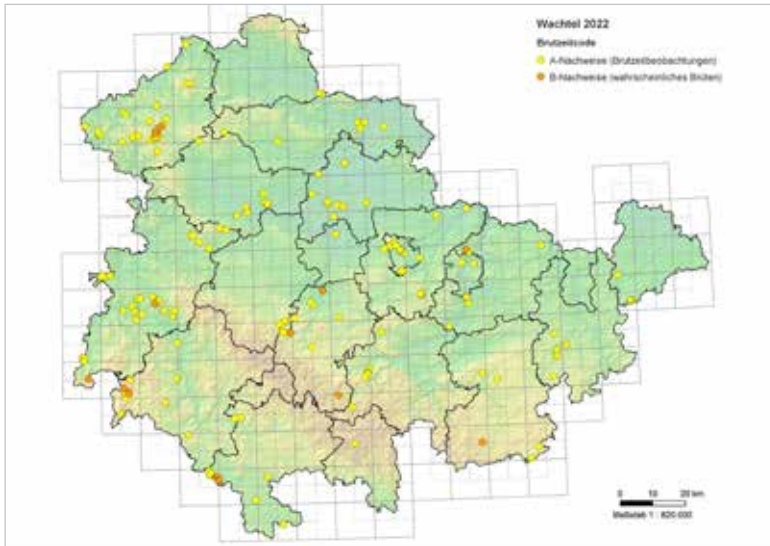 Wachtel 2022
Brutzeitcode
A-Nachweise (Brutzeitbeobachtungen)
B-Nachweise (wahrscheinliches Brüten)
0 10 20 km
Maßstab 1 : 820.000